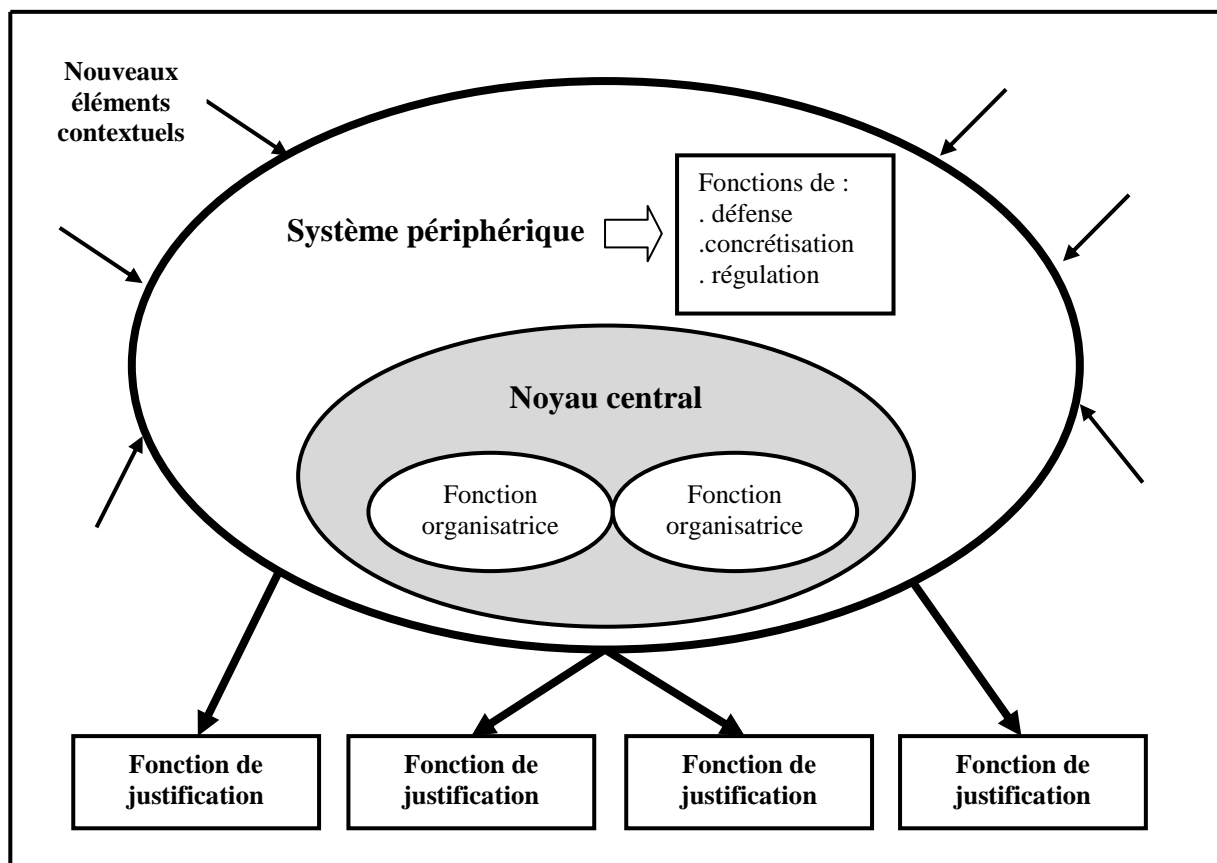 Nouveaux
éléments
contextuels
Fonctions de :
. défense
.concrétisation
. régulation
Système périphérique
Noyau central
Fonction
organisatrice
Fonction
organisatrice
Fonction de
justification
Fonction de
justification
Fonction de
justification
Fonction de
justification